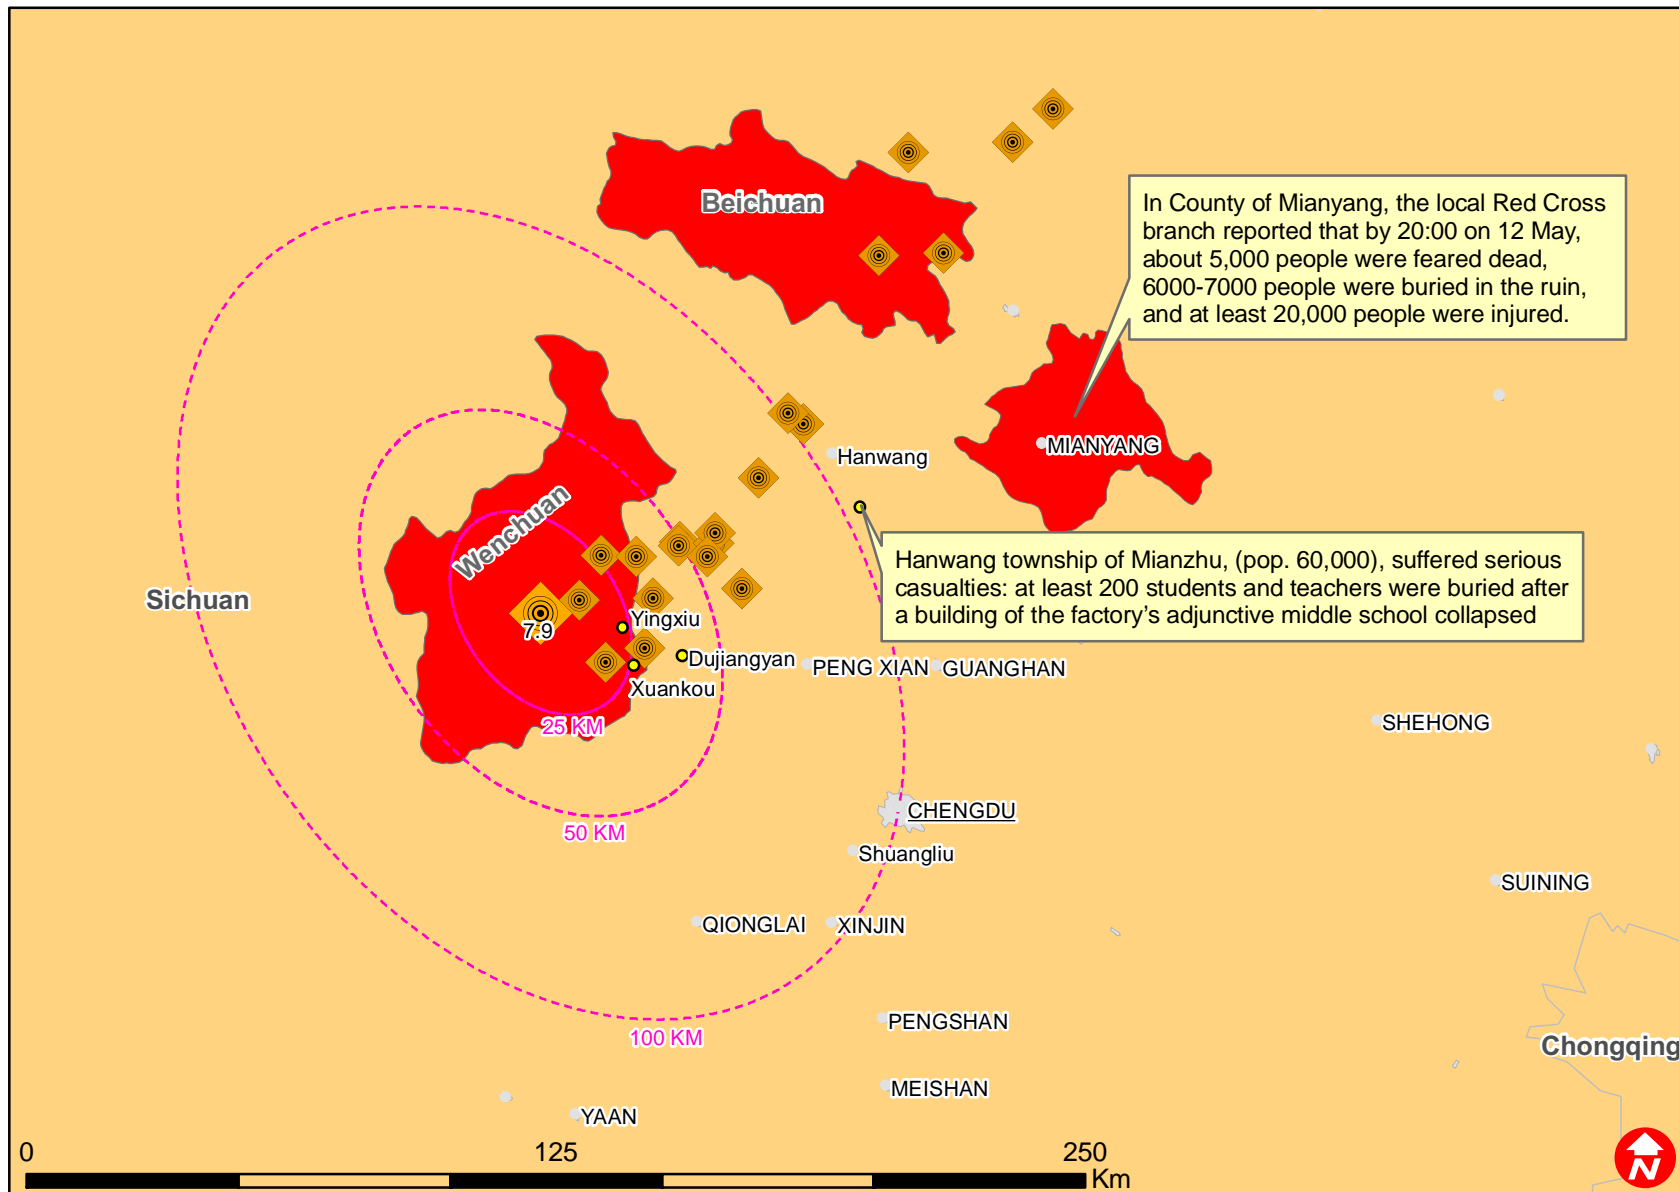 Beichuan
In County of Mianyang, the local Red Cross
branch reported that by 20:00 on 12 May,
about 5,000 people were feared dead,
6000-7000 people were buried in the ruin,
and at least 20,000 people were injured.
MIANYANG
Hanwang
Wenchuan
Hanwang township of Mianzhu, (pop. 60,000), suffered serious
casualties: at least 200 students and teachers were buried after
a building of the factory's adjunctive middle school collapsed
Sichuan
7.9
Yingxiu
Dujiangyan
Xuankou
PENG XIAN
GUANGHAN
25 KM
SHEHONG
CHENGDU
50 KM
Shuangliu
SUINING
QIONGLAI
XINJIN
PENGSHAN
100 KM
Chongqing
MEISHAN
YAAN
0
125
250
Km
N